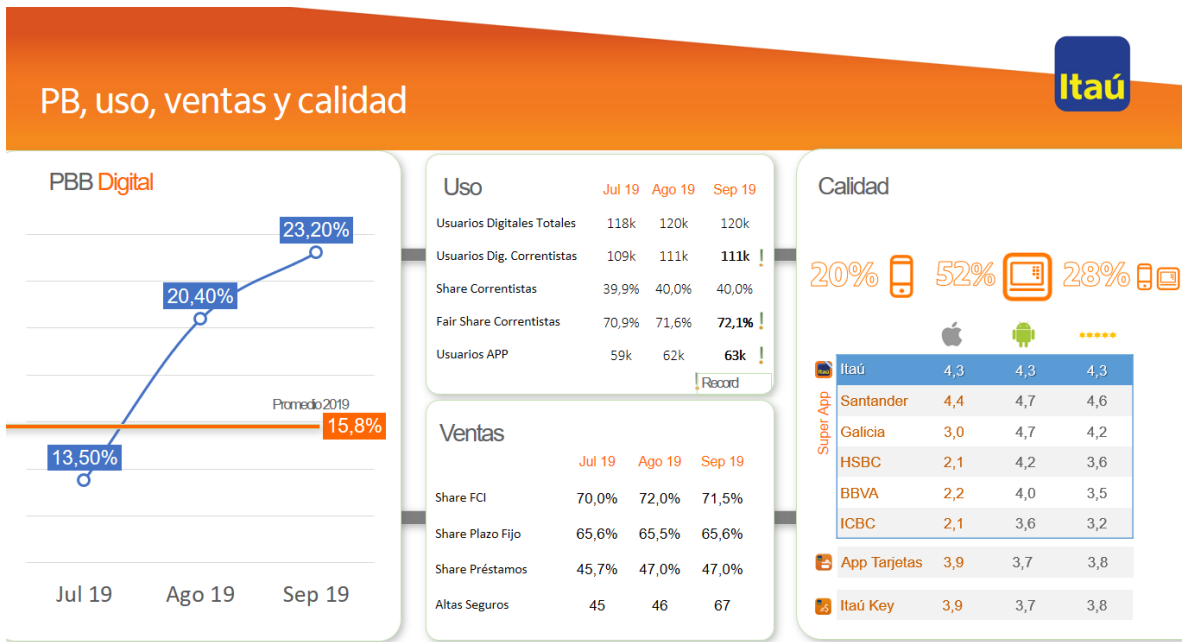 PB, uso, ventas y calidad
Itaú
PBB Digital
23,20%
20,40%
Promedio 2019
15,8%
13,50%
Jul 19 Ago 19 Sep 19
Uso Jul 19 Ago 19 Sep 19
Usuarios Digitales Totales 118k 120k 120k
Usuarios Dig. Correntistas 109k 111k 111k !
Share Correntistas 39,9% 40,0% 40,0%
Fair Share Correntistas 70,9% 71,6% 72,1% !
Usuarios APP 59k 62k 63k !
! Record
Ventas
Jul 19 Ago 19 Sep 19
Share FCI 70,0% 72,0% 71,5%
Share Plazo Fijo 65,6% 65,5% 65,6%
Share Préstamos 45,7% 47,0% 47,0%
Altas Seguros 45 46 67
Calidad
20% 52% 28%
Super App
Itaú Itaú 4,3 4,3 4,3
Santander 4,4 4,7 4,6
Galicia 3,0 4,7 4,2
HSBC 2,1 4,2 3,6
BBVA 2,2 4,0 3,5
ICBC 2,1 3,6 3,2
App Tarjetas 3,9 3,7 3,8
Itaú Key 3,9 3,7 3,8